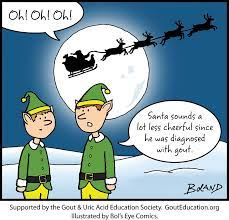 Oh! Oh! Oh!
Santa sounds a
lot less cheerful since
he was diagnosed
with gout.
BOLAND
Supported by the Gout & Uric Acid Education Society. GoutEducation.org
Illustrated by Bol's Eye Comics.